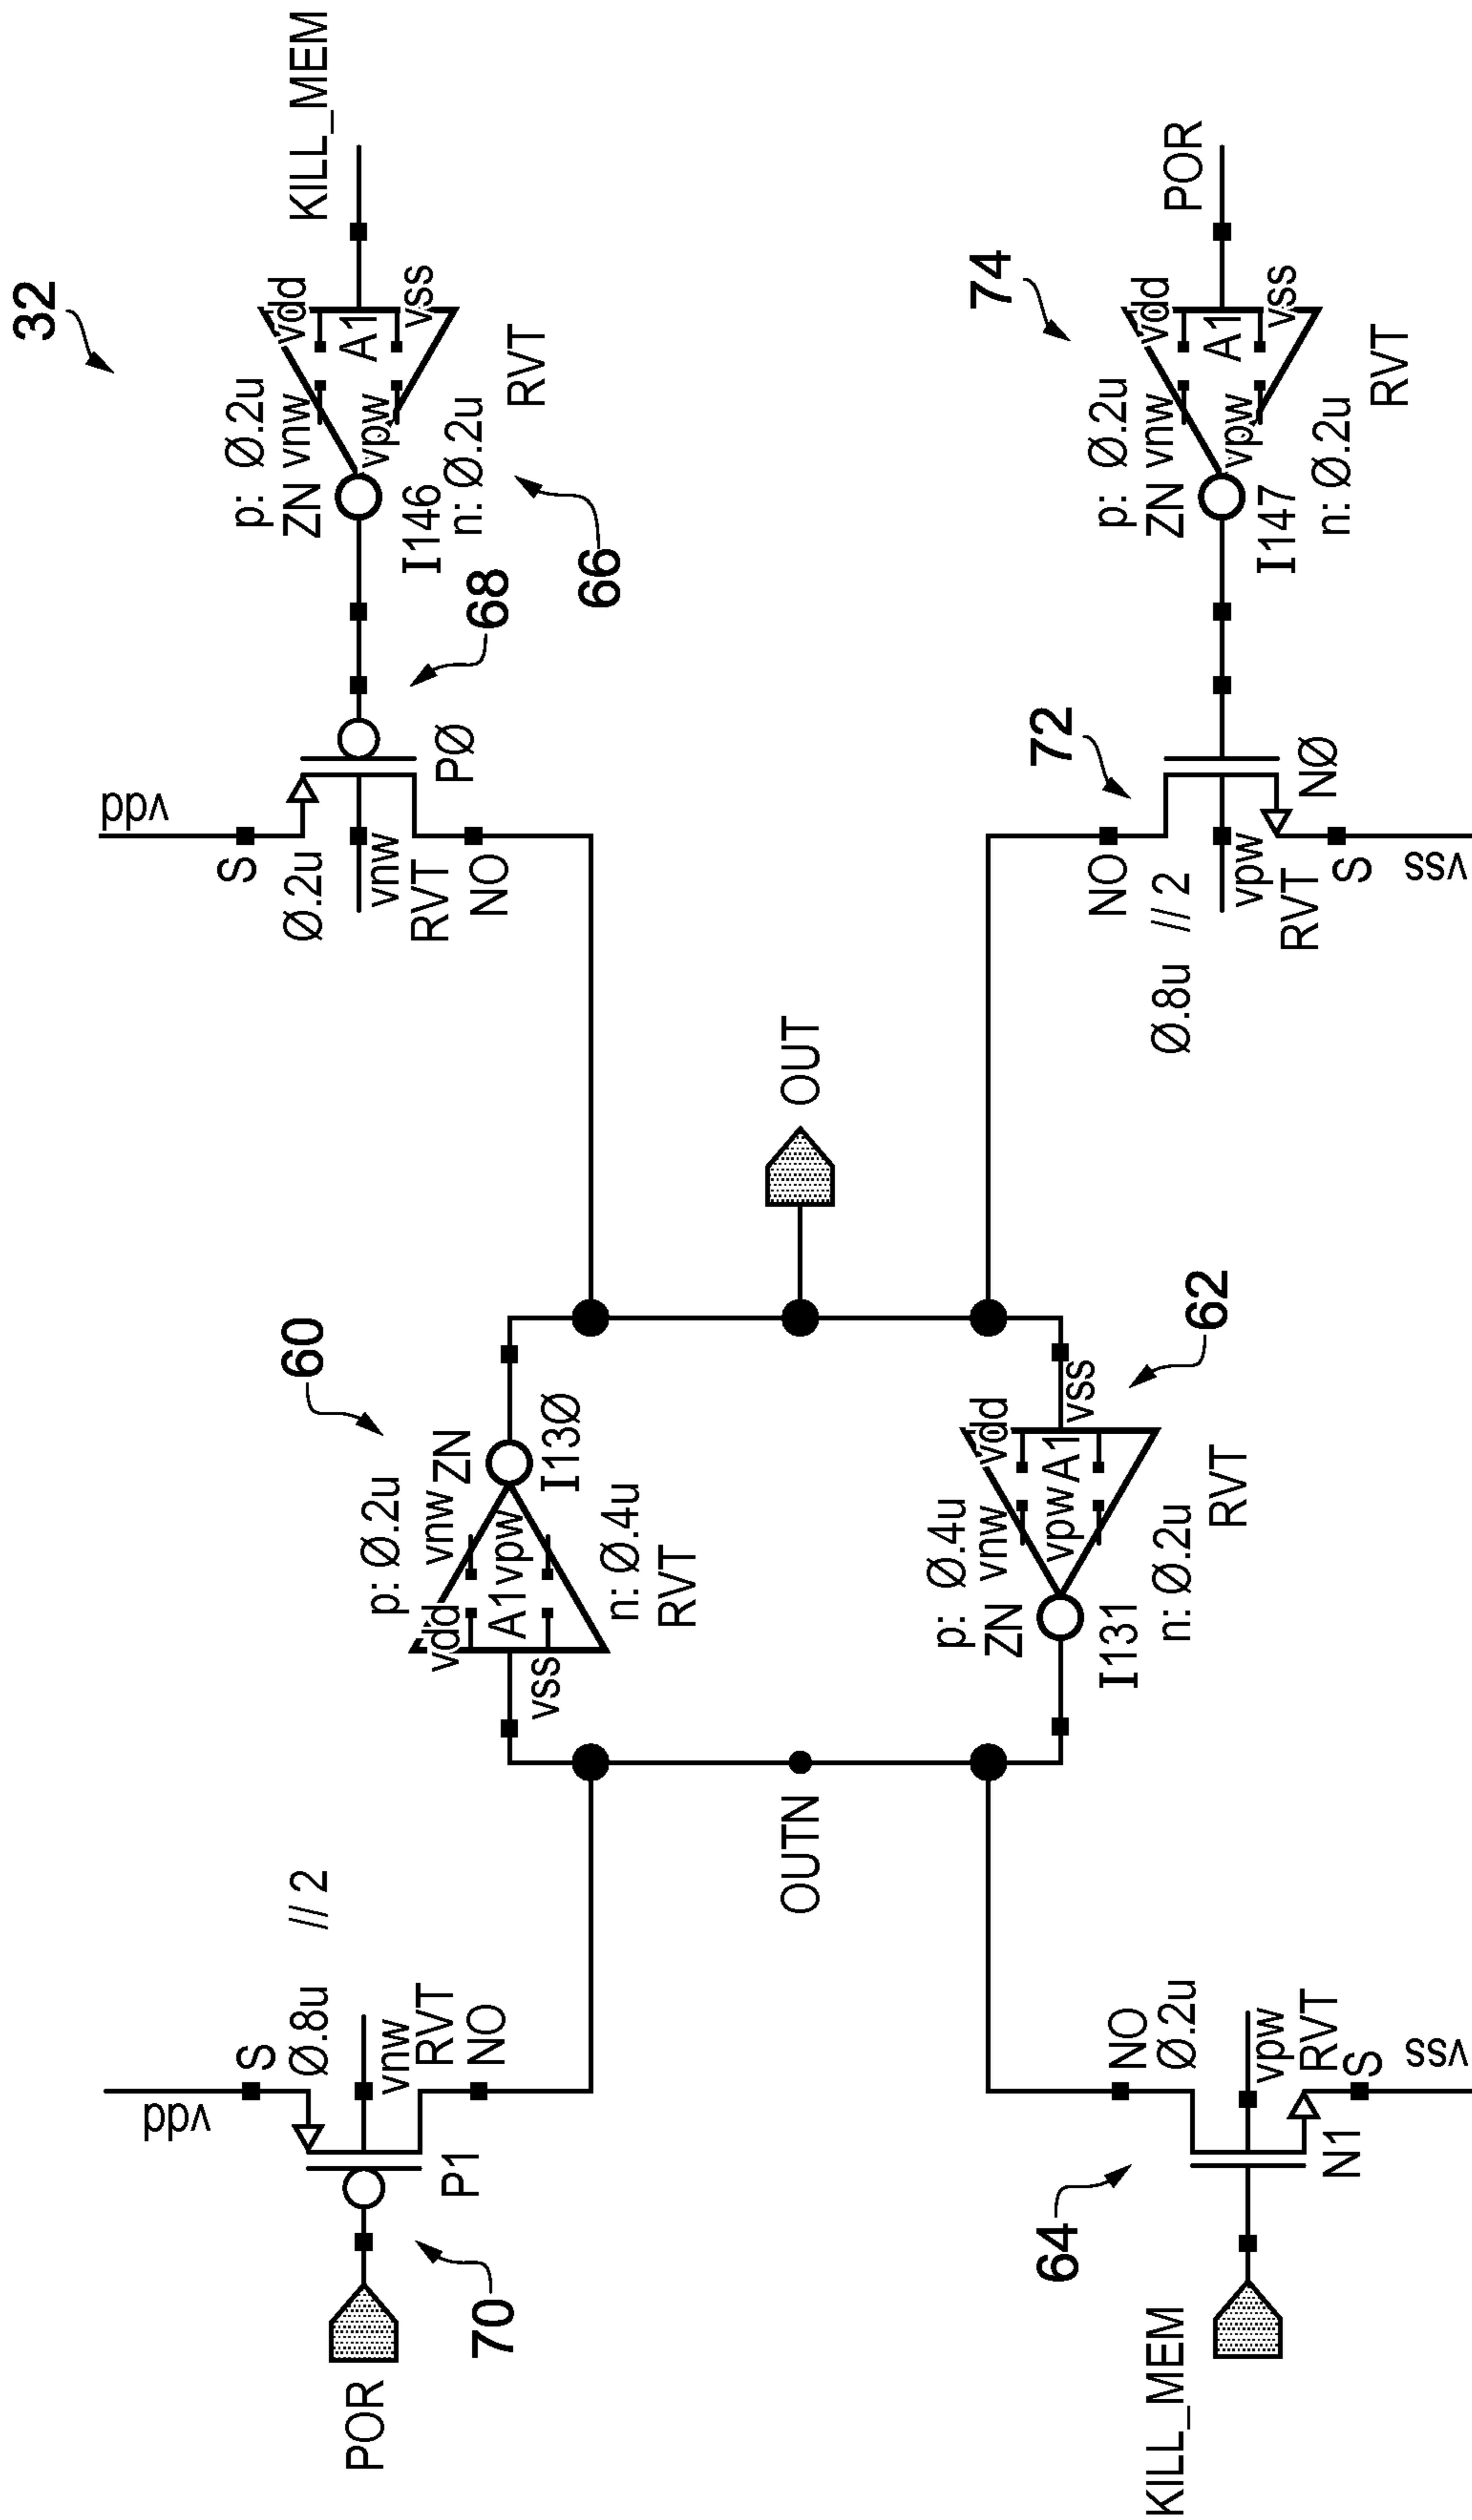 32
POR
70
P1
vdd
S
Ø.8u //2
vnw
RVT
NO
60
p: Ø.2u
vnw
ZN
vdd
A1
vpw
vss
I13Ø
n: Ø.4u
RVT
vdd
S
Ø.2u
vnw
RVT
NO
PØ
68
p: Ø.2u
ZN
vnw
vdd
A1
vpw
vss
I146
n: Ø.2u
RVT
66
KILL_MEM
OUTN
OUT
KILL_MEM
64
N1
NO
Ø.2u
vpw
RVT
S
vss
p: Ø.4u
ZN
vnw
vdd
vpw
A1
vss
I131
n: Ø.2u
RVT
62
NO
Ø.8u //2
vpw
RVT
S
vss
NØ
72
p: Ø.2u
ZN
vnw
vdd
A1
vpw
vss
I147
n: Ø.2u
RVT
74
POR